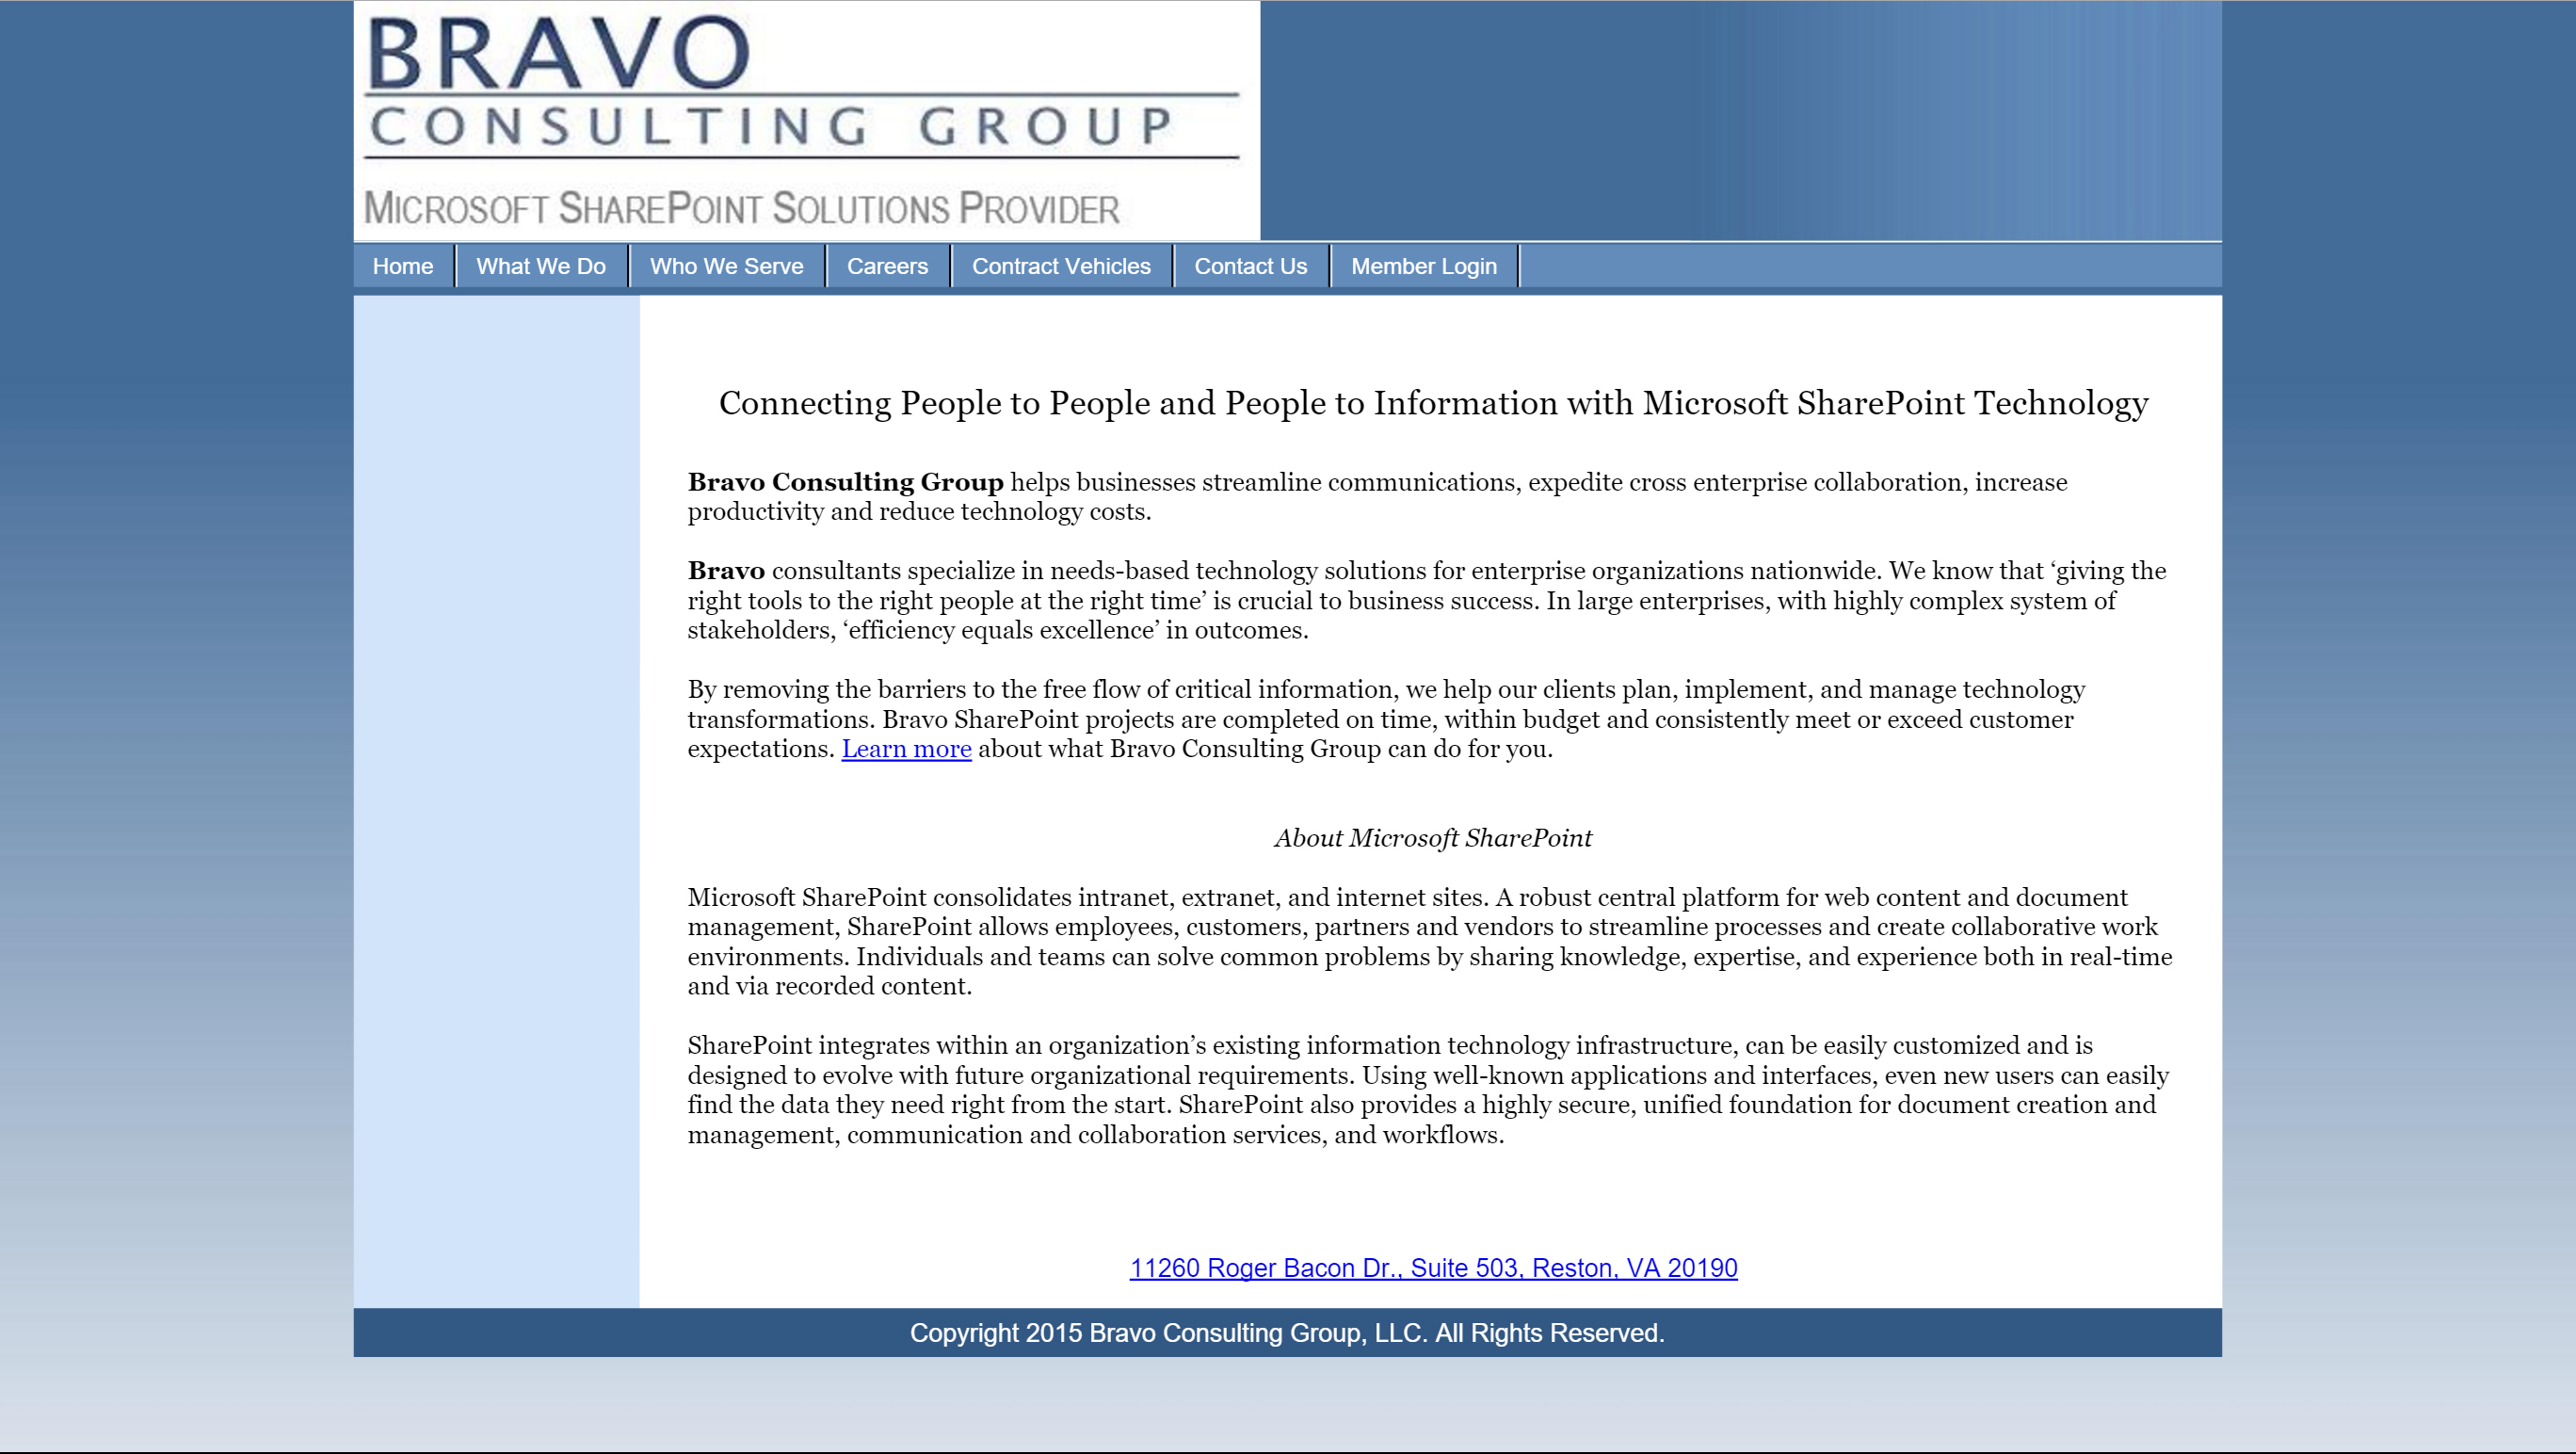 BRAVO
CONSULTING GROUP
MICROSOFT SHAREPOINT SOLUTIONS PROVIDER
Home What We Do Who We Serve Careers Contract Vehicles Contact Us Member Login
Connecting People to People and People to Information with Microsoft SharePoint Technology
Bravo Consulting Group helps businesses streamline communications, expedite cross enterprise collaboration, increase
productivity and reduce technology costs.
Bravo consultants specialize in needs-based technology solutions for enterprise organizations nationwide. We know that ‘giving the
right tools to the right people at the right time’ is crucial to business success. In large enterprises, with highly complex system of
stakeholders, ‘efficiency equals excellence’ in outcomes.
By removing the barriers to the free flow of critical information, we help our clients plan, implement, and manage technology
transformations. Bravo SharePoint projects are completed on time, within budget and consistently meet or exceed customer
expectations. Learn more about what Bravo Consulting Group can do for you.
About Microsoft SharePoint
Microsoft SharePoint consolidates intranet, extranet, and internet sites. A robust central platform for web content and document
management, SharePoint allows employees, customers, partners and vendors to streamline processes and create collaborative work
environments. Individuals and teams can solve common problems by sharing knowledge, expertise, and experience both in real-time
and via recorded content.
SharePoint integrates within an organization’s existing information technology infrastructure, can be easily customized and is
designed to evolve with future organizational requirements. Using well-known applications and interfaces, even new users can easily
find the data they need right from the start. SharePoint also provides a highly secure, unified foundation for document creation and
management, communication and collaboration services, and workflows.
11260 Roger Bacon Dr., Suite 503, Reston, VA 20190
Copyright 2015 Bravo Consulting Group, LLC. All Rights Reserved.